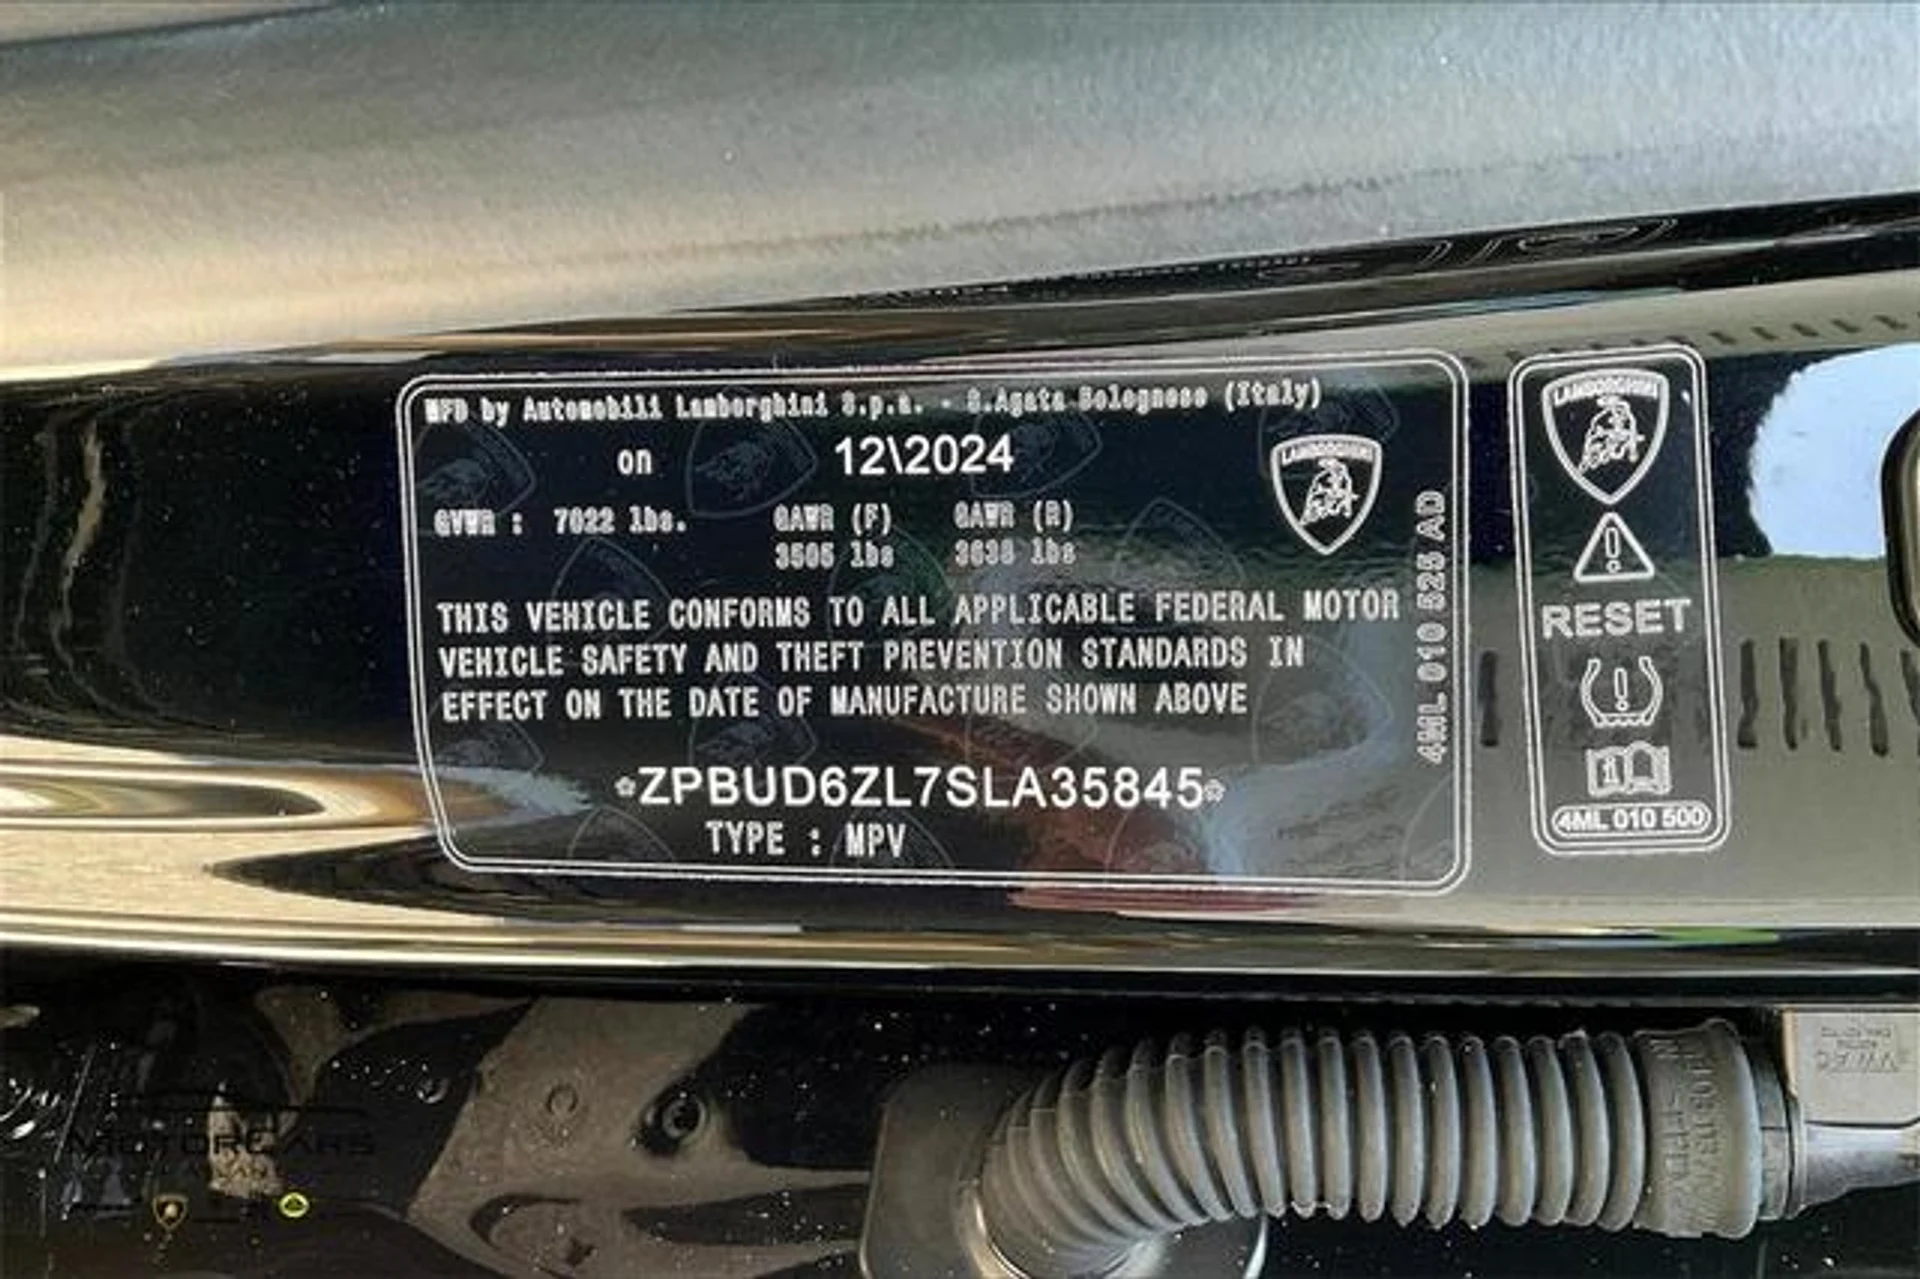 MFD by Automobili Lamborghini S.p.a. - S.Agata Bolognese (Italy)
on 12\2024
GVWR : 7022 lbs. GAWR (F) GAWR (R)
3505 lbs 3638 lbs
THIS VEHICLE CONFORMS TO ALL APPLICABLE FEDERAL MOTOR
VEHICLE SAFETY AND THEFT PREVENTION STANDARDS IN
EFFECT ON THE DATE OF MANUFACTURE SHOWN ABOVE
ZPBUD6ZL7SLA35845
TYPE : MPV
LAMBORGHINI
4ML 010 525 AD
LAMBORGHINI
RESET
4ML 010 500
MOTORCARS